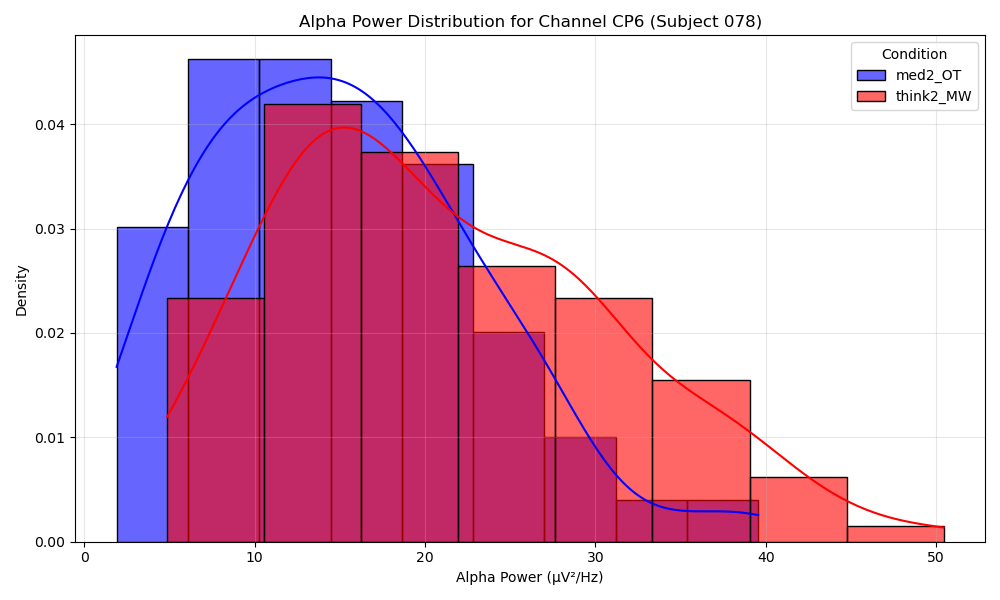 Alpha Power Distribution for Channel CP6 (Subject 078)
Condition
med2_OT
think2_MW
Density
0.04
0.03
0.02
0.01
0.00
0 10 20 30 40 50
Alpha Power (μV²/Hz)